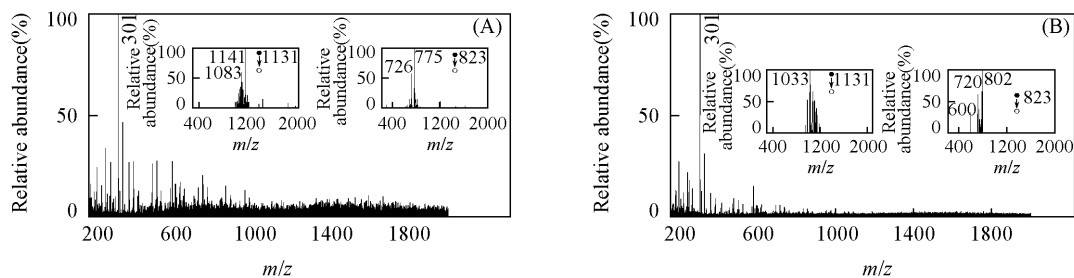 (A)
Relative abundance(%)
100
50
0
301
200 600 1000 1400 1800
m/z
Relative
abundance(%)
100
50
0
1141
1083
1131
400 1200 2000
m/z
Relative
abundance(%)
100
50
0
726
775
823
400 1200 2000
m/z
(B)
Relative abundance(%)
100
50
0
301
200 600 1000 1400 1800
m/z
Relative
abundance(%)
100
50
0
1033
1131
400 1200 2000
m/z
Relative
abundance(%)
100
50
0
720
802
600
823
400 1200 2000
m/z